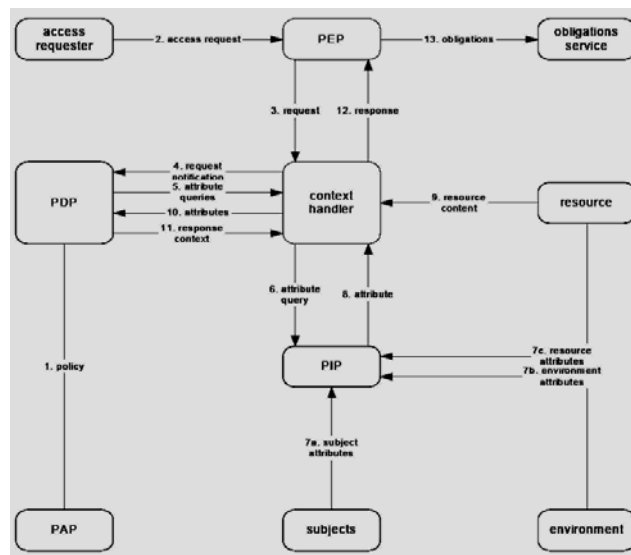 access
requester
2. access request
PEP
13. obligations
obligations
service
3. request
12. response
PDP
4. request
notification
5. attribute
queries
10. attributes
11. response
context
context
handler
9. resource
content
resource
6. attribute
query
8. attribute
1. policy
PIP
7c. resource
attributes
7b. environment
attributes
7a. subject
attributes
PAP
subjects
environment